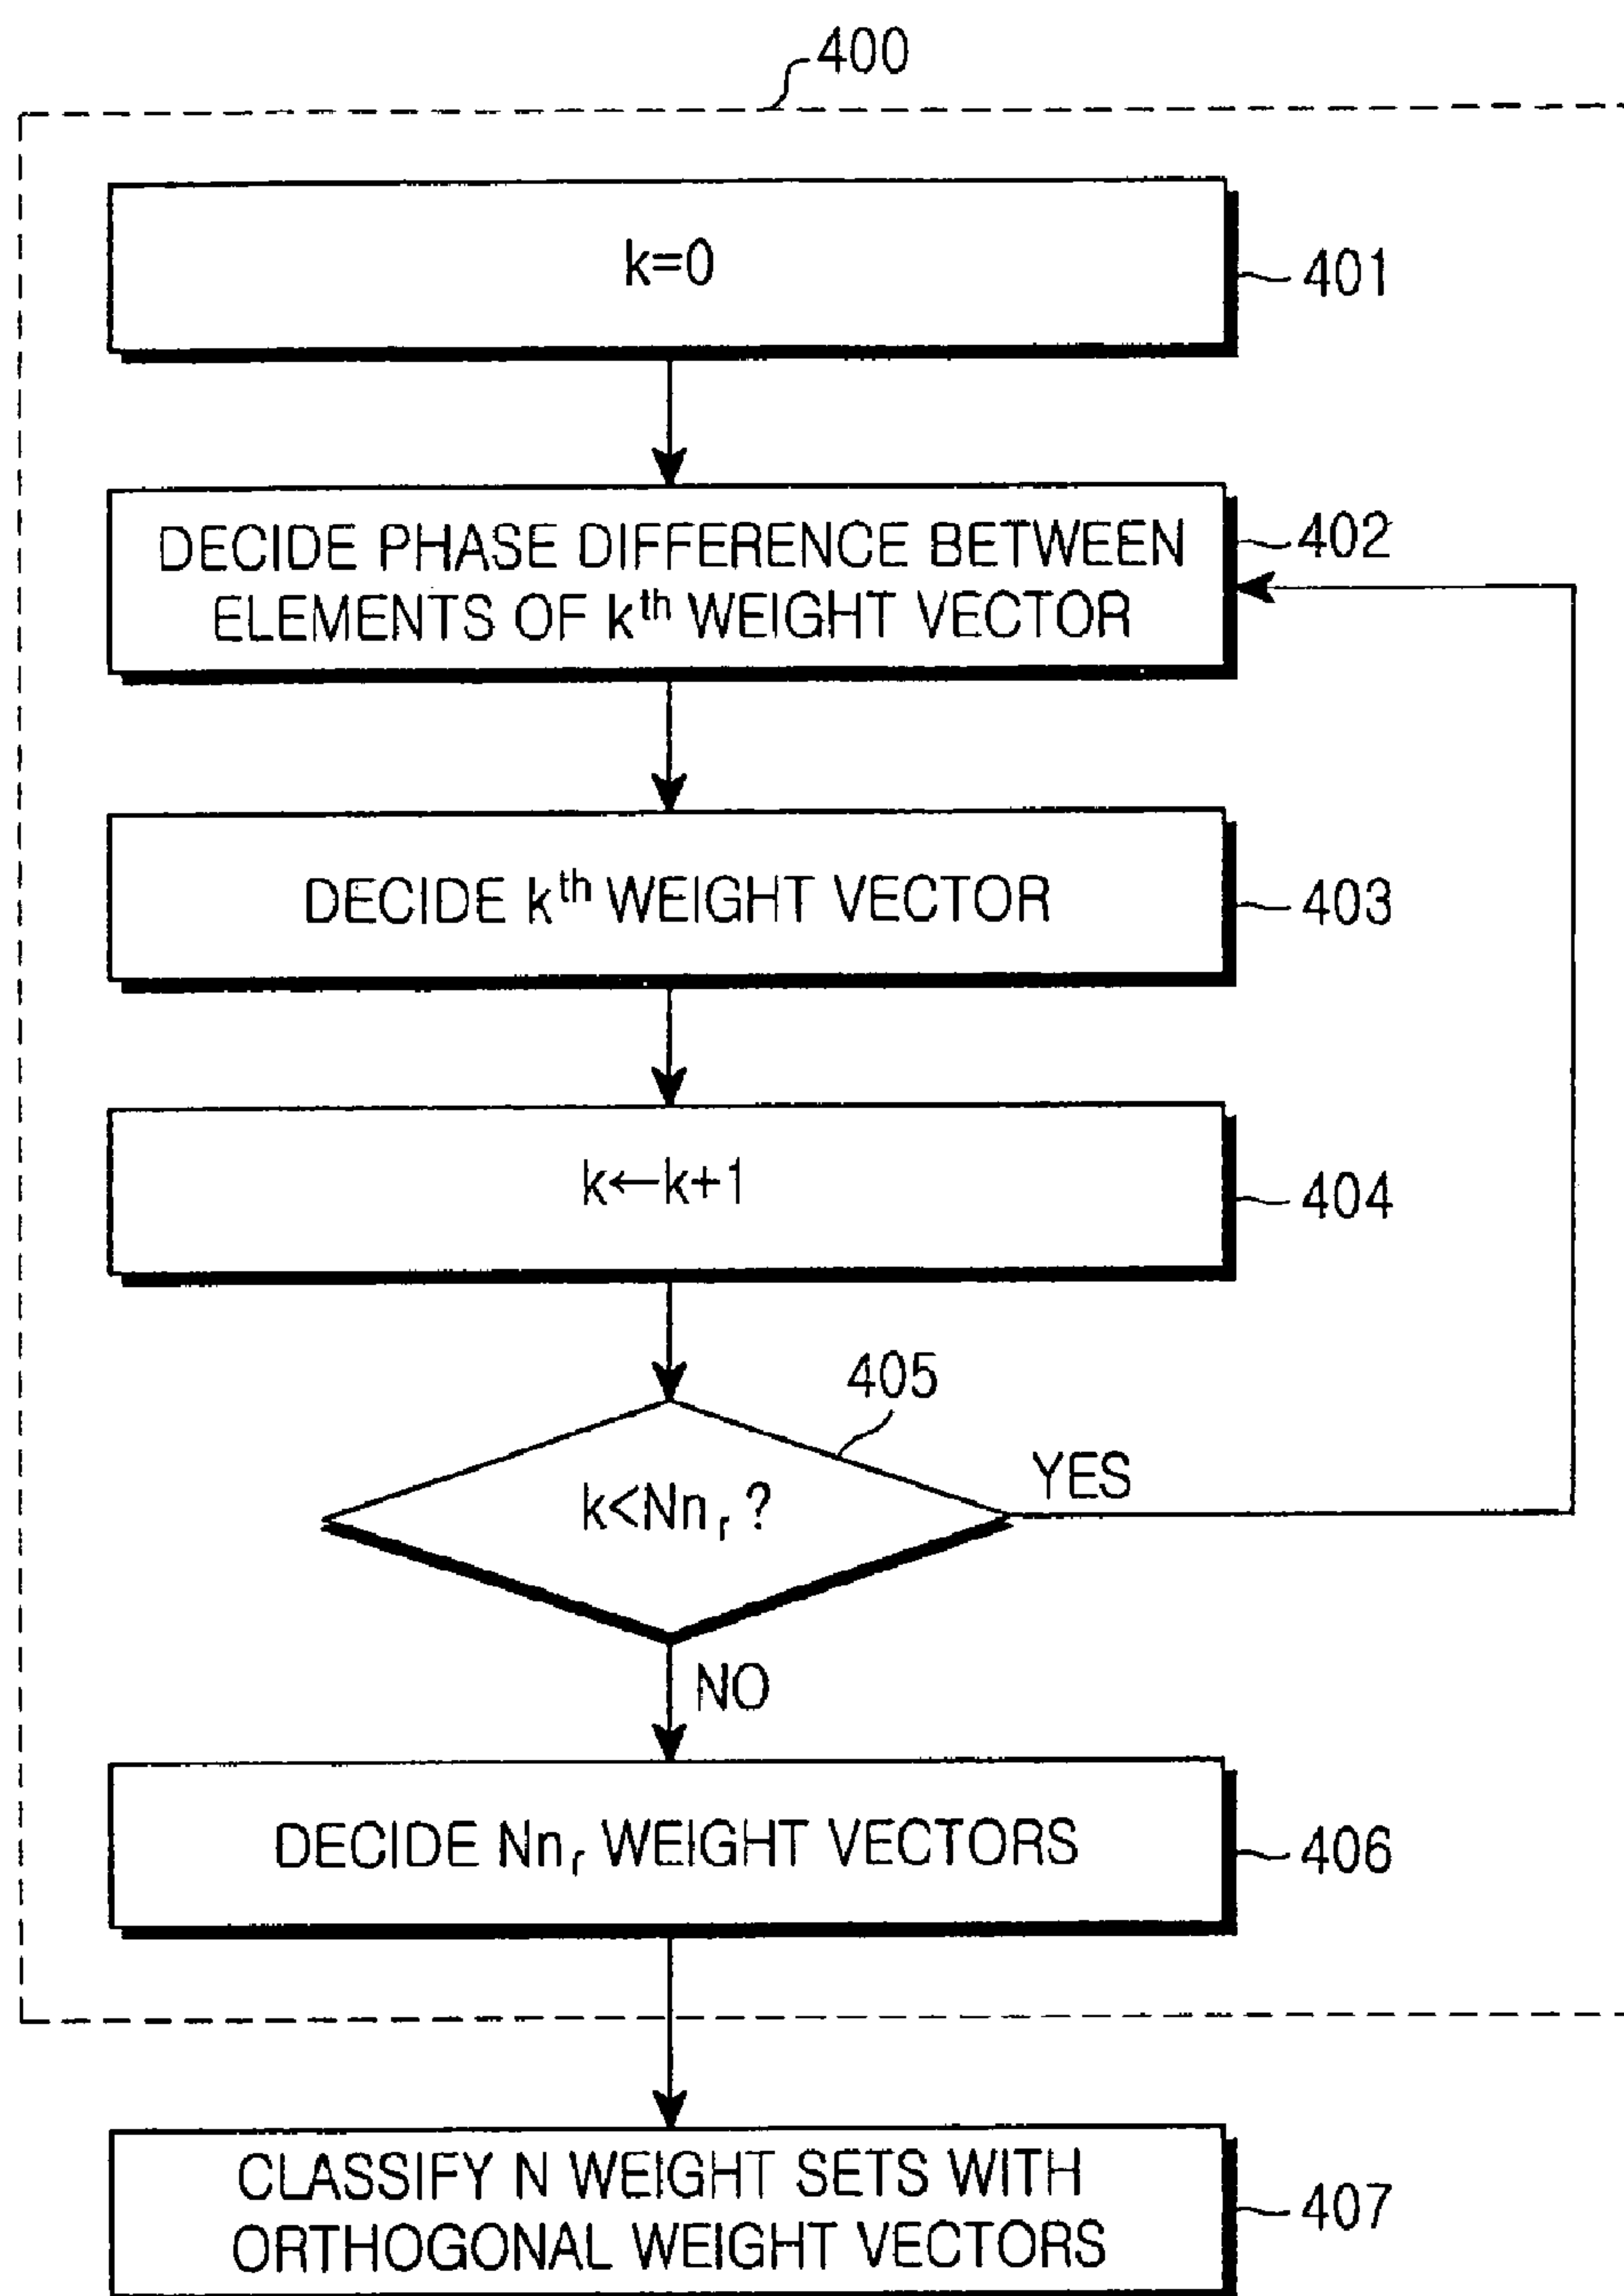 400
k=0
401
DECIDE PHASE DIFFERENCE BETWEEN
ELEMENTS OF kth WEIGHT VECTOR
402
DECIDE kth WEIGHT VECTOR
403
k←k+1
404
405
k<Nnr ?
YES
NO
DECIDE Nnr WEIGHT VECTORS
406
CLASSIFY N WEIGHT SETS WITH
ORTHOGONAL WEIGHT VECTORS
407